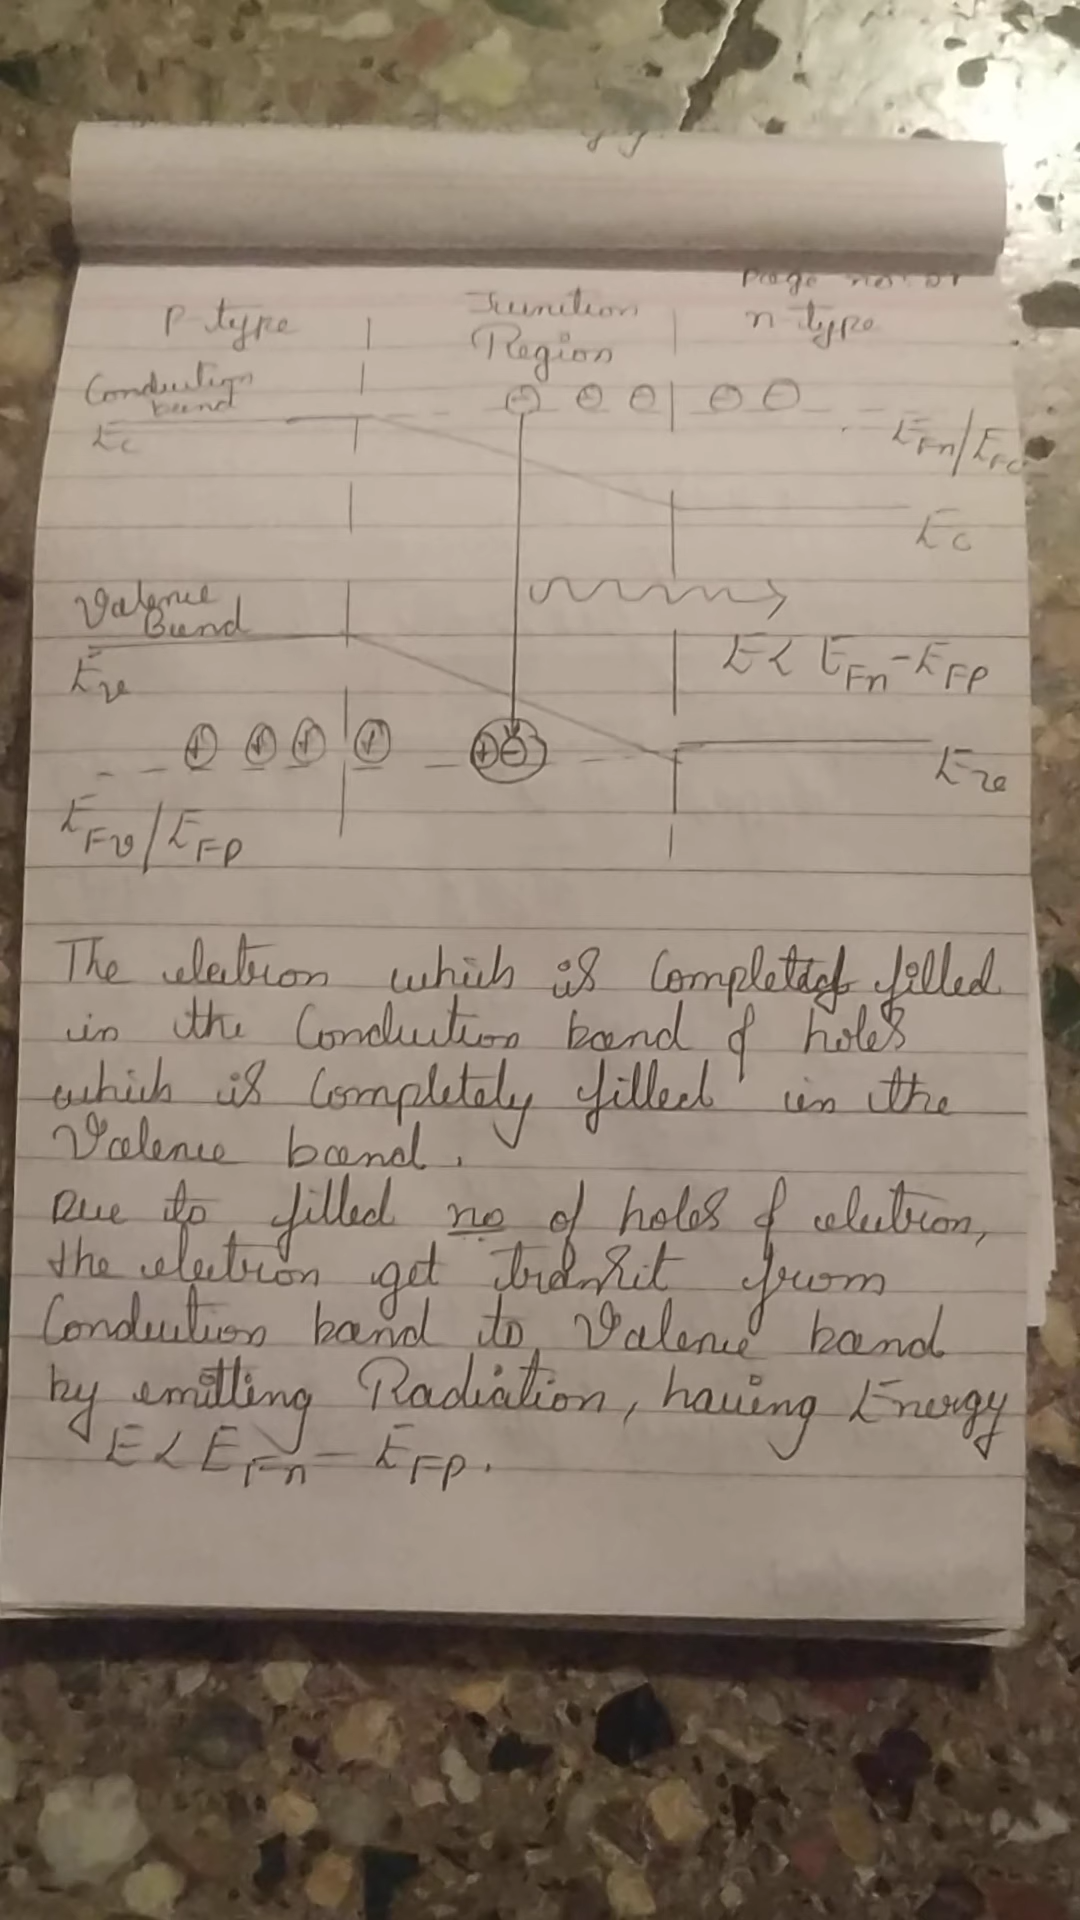 Page no: 01
P-type
Junction
Region
n-type
Conduction
band
Ec
EFn/EFc
Ec
Valence
Band
Ev
E< EFn-EFp
Ev
EFv/EFp
The electron which is completely filled
in the Conduction band & holes
which is completely filled in the
Valence band.
Due to filled no of holes & electron,
the electron get transit from
Conduction band to Valence band
by emitting Radiation, having Energy
E< EFn - EFp.